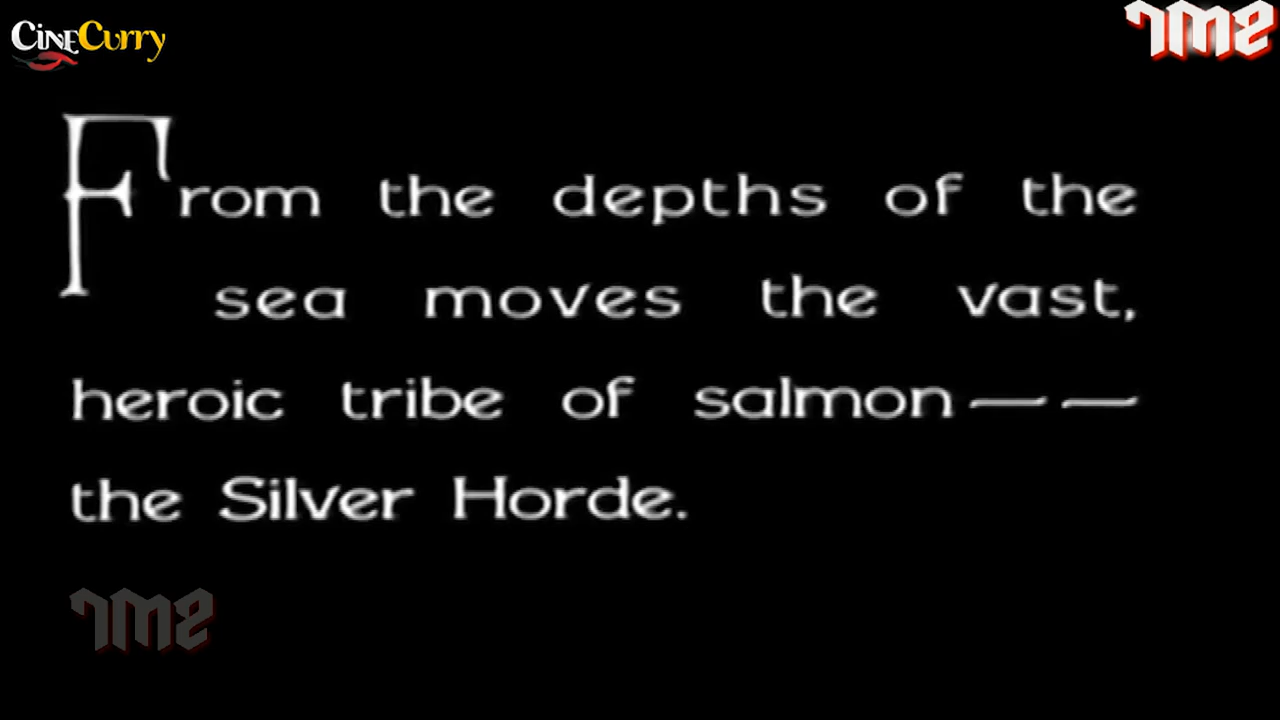 CineCurry
From the depths of the
sea moves the vast,
heroic tribe of salmon——
the Silver Horde.